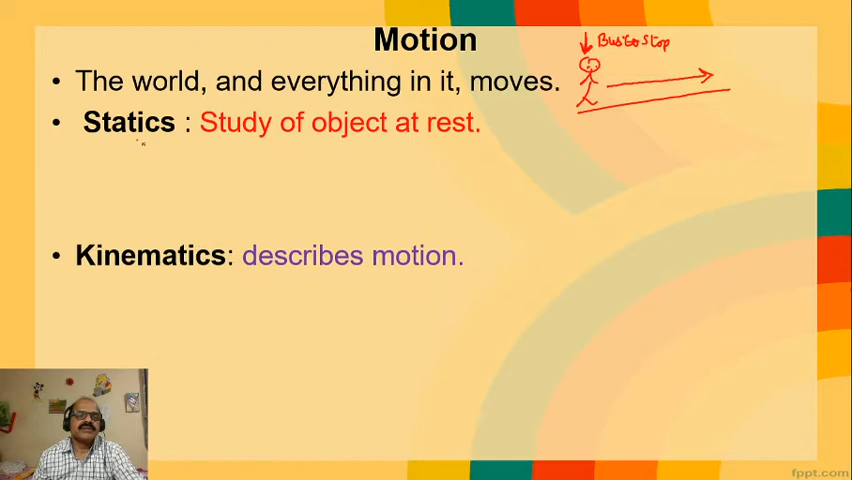 Motion
Bus Stop
• The world, and everything in it, moves.
• Statics : Study of object at rest.
• Kinematics: describes motion.
fppt.com